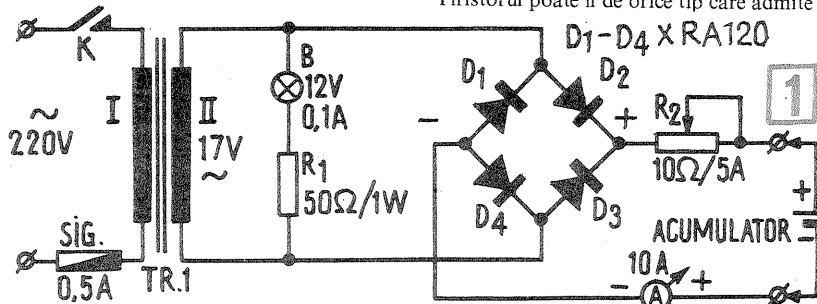 Tiristorul poate fi de orice tip care admite
D1-D4 X RA120
K
B
12V
0,1A
D1
D2
1
~
220V
I
II
17V
~
-
+
R2
10Ω/5A
R1
50Ω/1W
D4
D3
+
ACUMULATOR -
SIG.
0,5A
TR.1
10A
- A +